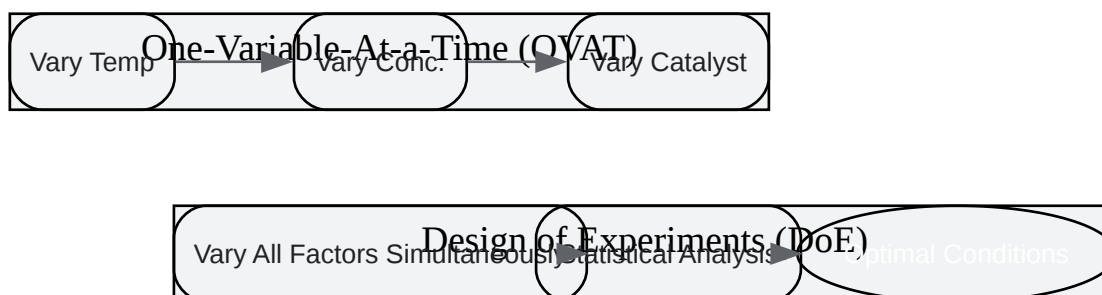 One-Variable-At-a-Time (OVAT)
Vary Temp
Vary Conc.
Vary Catalyst
Design of Experiments (DoE)
Vary All Factors Simultaneously
Statistical Analysis
Optimal Conditions